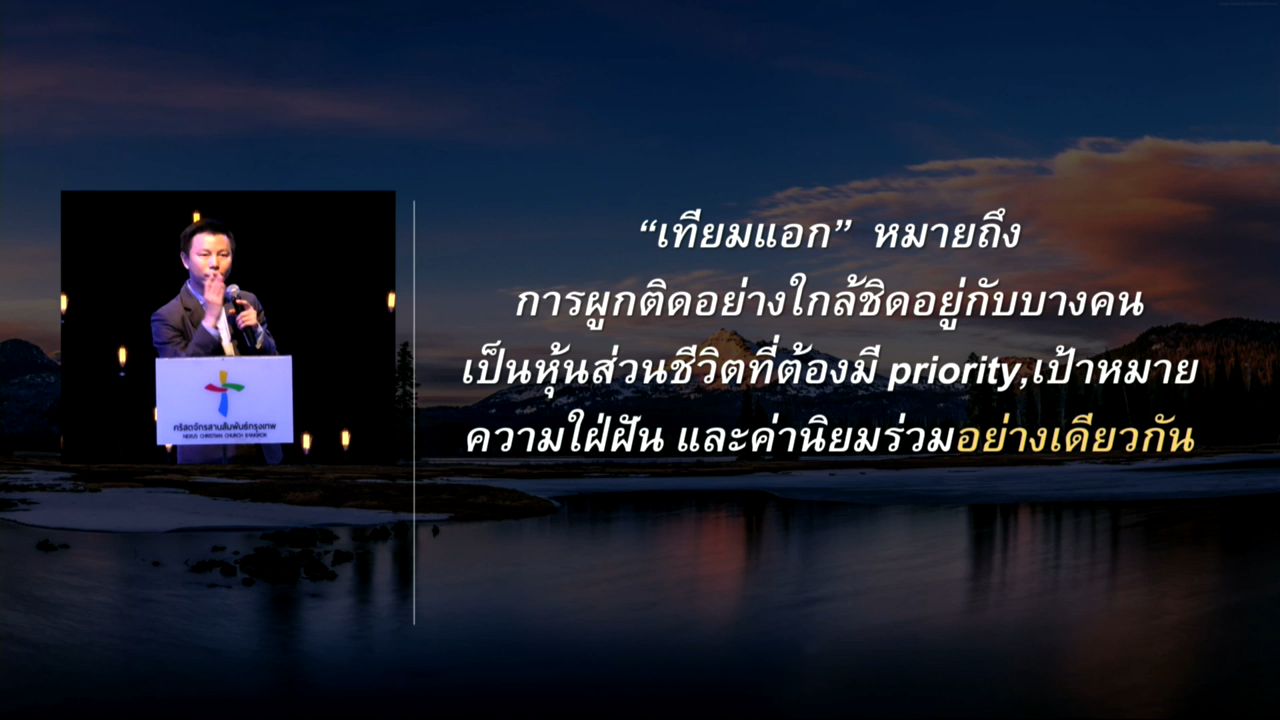 “เทียมแอก” หมายถึง
การผูกติดอย่างใกล้ชิดอยู่กับบางคน
เป็นหุ้นส่วนชีวิตที่ต้องมี priority,เป้าหมาย
ความใฝ่ฝัน และค่านิยมร่วมอย่างเดียวกัน
คริสตจักรสานสัมพันธ์กรุงเทพ
NEXUS CHRISTIAN CHURCH BANGKOK